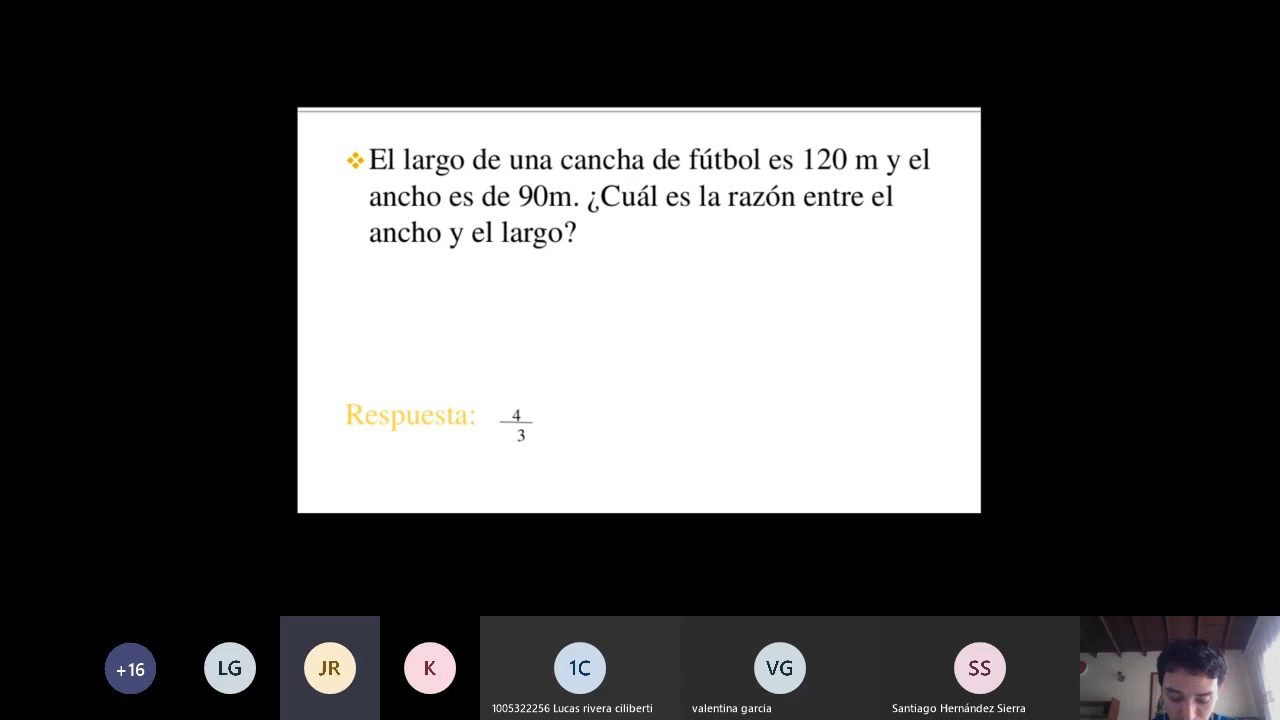 El largo de una cancha de fútbol es 120 m y el
ancho es de 90m. ¿Cuál es la razón entre el
ancho y el largo?
Respuesta:
4
3
+16
LG
JR
K
1C
VG
SS
1005322256 Lucas rivera ciliberti
valentina garcia
Santiago Hernández Sierra